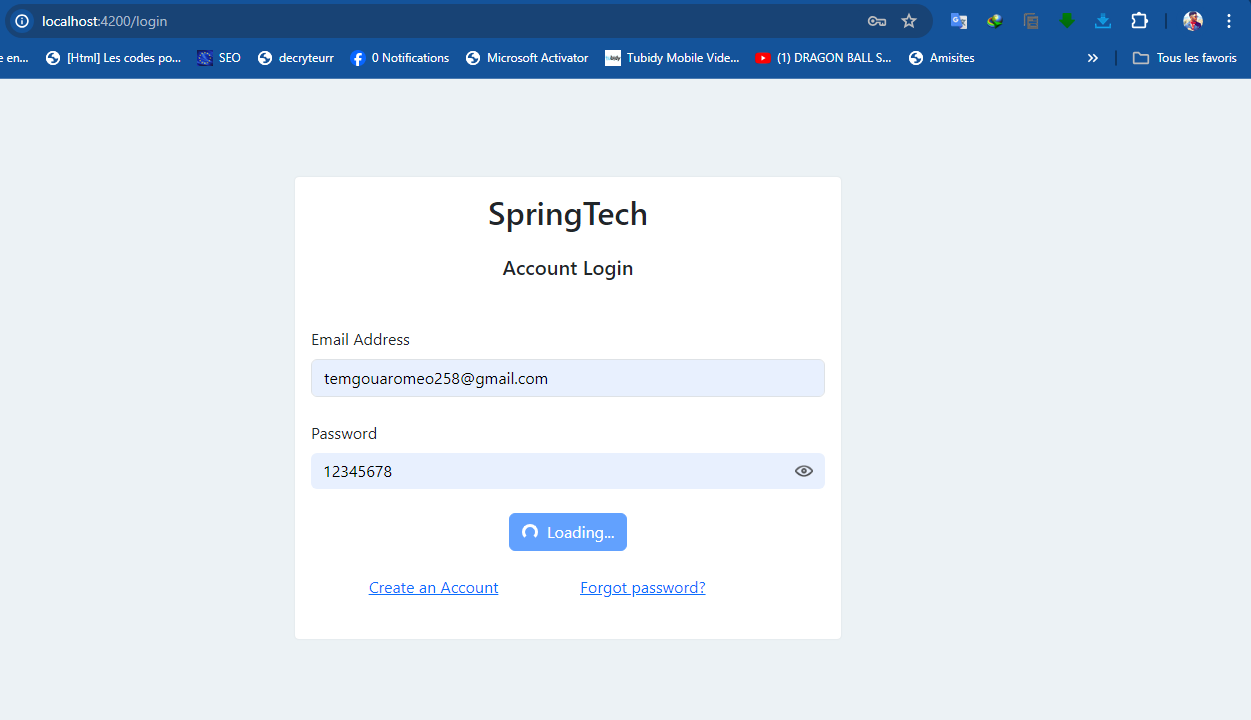 localhost:4200/login
e en... [Html] Les codes po... SEO decryteurr 0 Notifications Microsoft Activator Tubidy Mobile Vide... (1) DRAGON BALL S... Amisites » Tous les favoris
SpringTech
Account Login
Email Address
temgouaromeo258@gmail.com
Password
12345678
Loading...
Create an Account Forgot password?